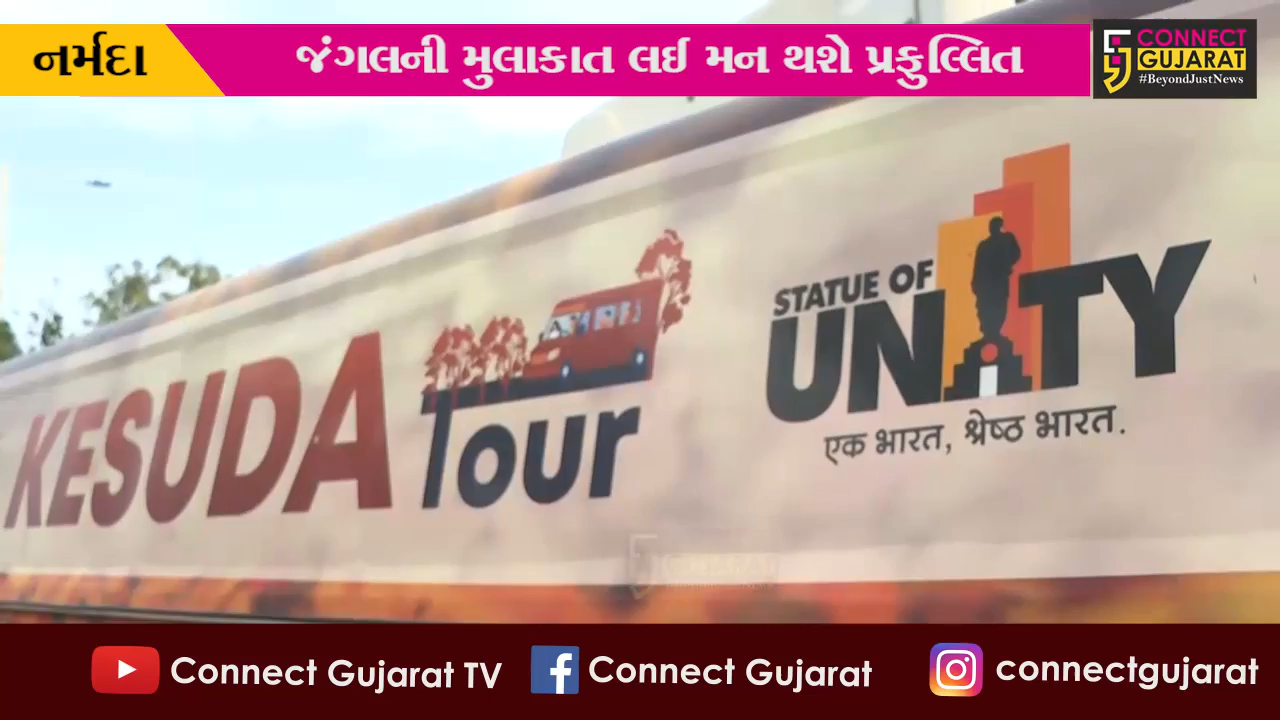 નર્મદા
જંગલની મુલાકાત લઈ મન થશે પ્રફુલ્લિત
CONNECT
GUJARAT
#BeyondJustNews
KESUDA
Tour
STATUE OF
UNITY
एक भारत, श्रेष्ठ भारत.
GUJARAT
Connect Gujarat TV
Connect Gujarat
connectgujarat